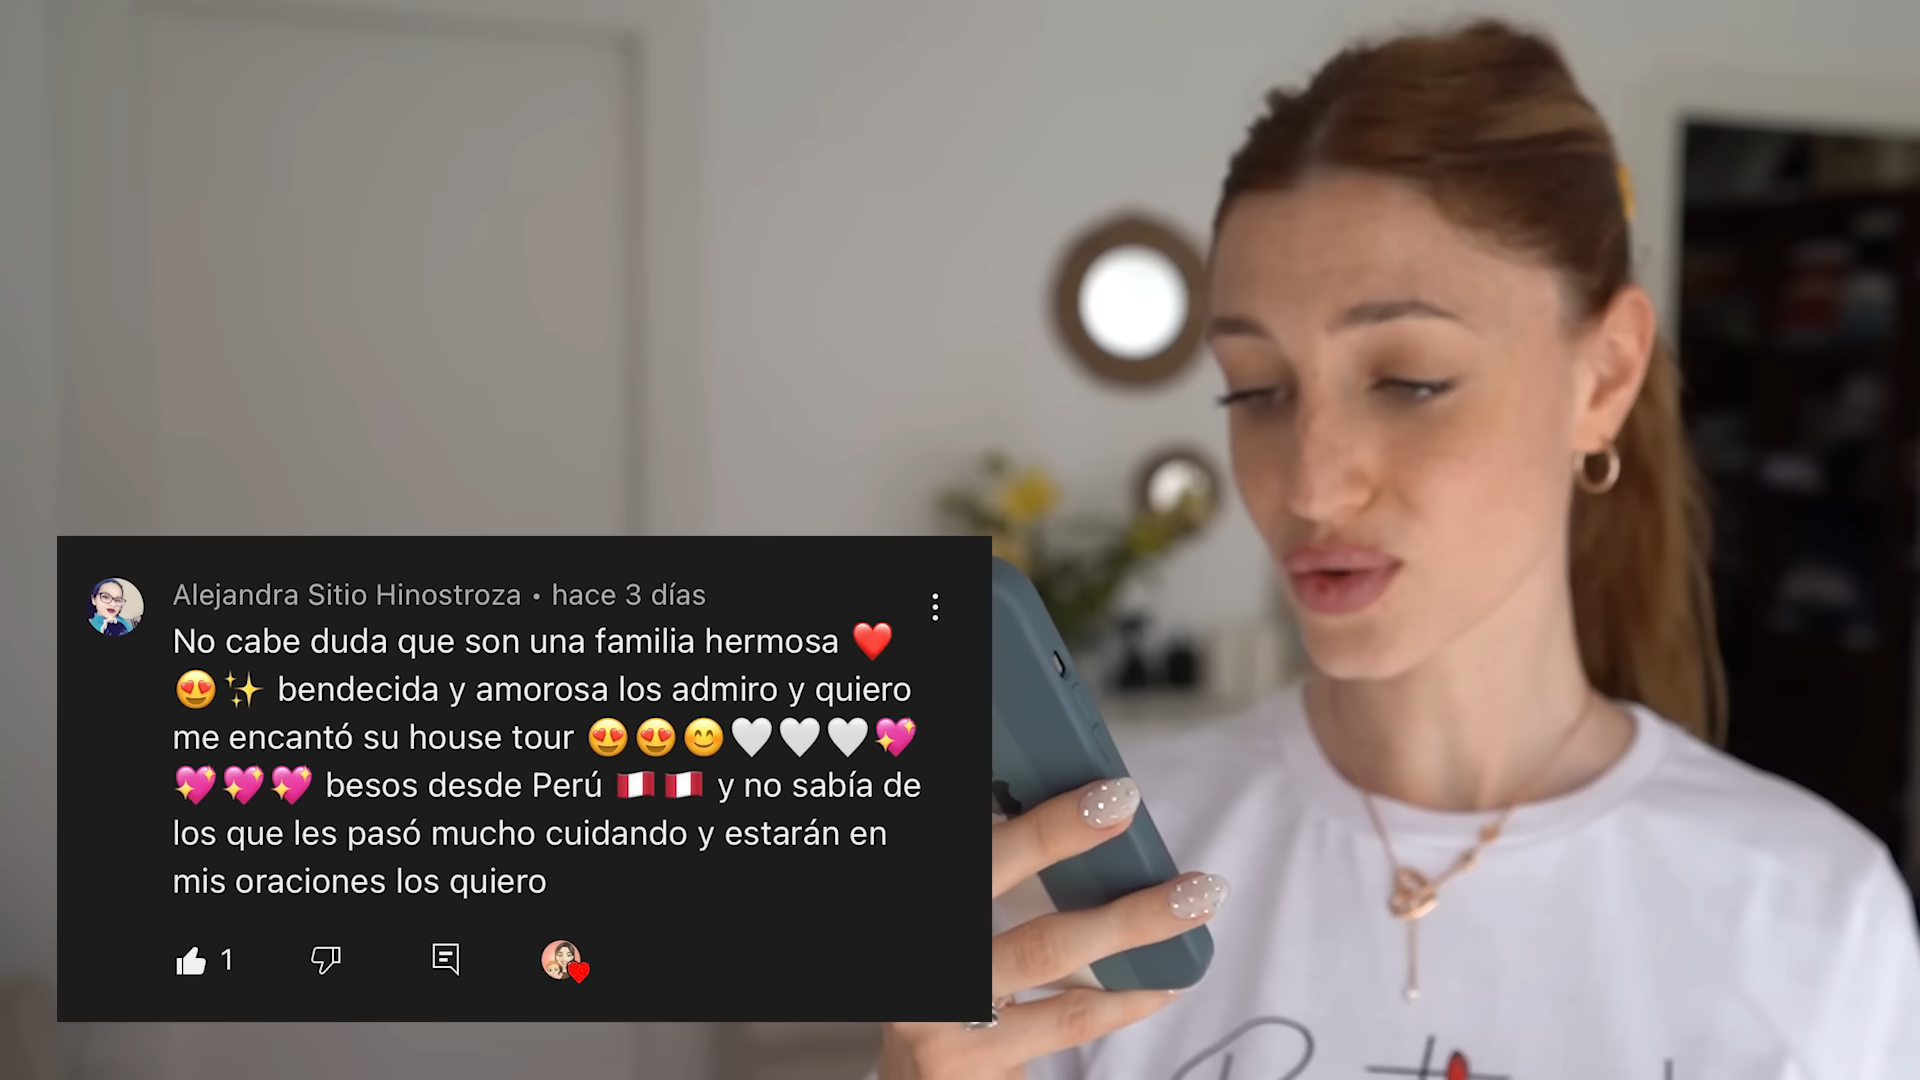 Alejandra Sitio Hinostroza • hace 3 días
No cabe duda que son una familia hermosa ❤️
😍✨ bendecida y amorosa los admiro y quiero
me encantó su house tour 😍😍😊🤍🤍🤍💖
💖💖💖 besos desde Perú 🇵🇪🇵🇪 y no sabía de
los que les pasó mucho cuidando y estarán en
mis oraciones los quiero
1